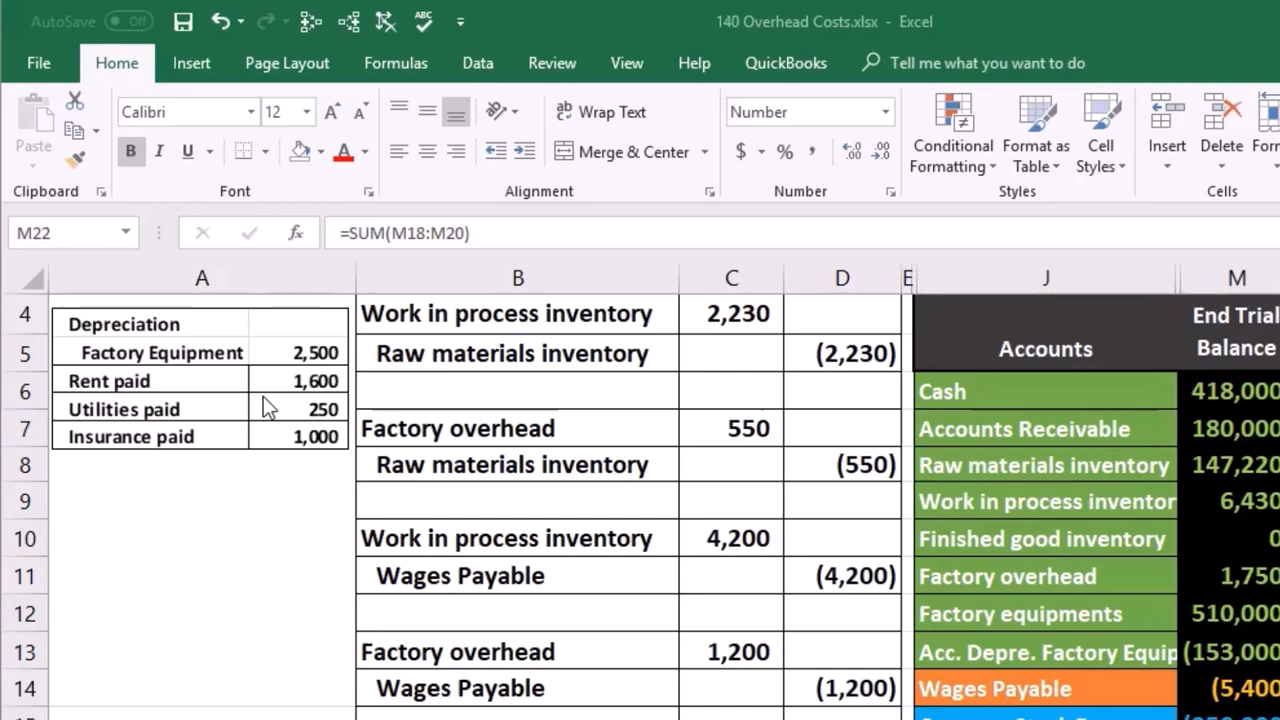 AutoSave Off 140 Overhead Costs.xlsx - Excel
File Home Insert Page Layout Formulas Data Review View Help QuickBooks Tell me what you want to do
Paste Calibri 12 Wrap Text Number Conditional Formatting Format as Table Cell Styles Insert Delete
B I U Merge & Center $ %
Clipboard Font Alignment Number Styles Cells
M22 fx =SUM(M18:M20)
A B C D E J M
4 Depreciation Work in process inventory 2,230 Accounts End Trial Balance
5 Factory Equipment 2,500 Raw materials inventory (2,230)
6 Rent paid 1,600 Cash 418,000
7 Utilities paid 250 Factory overhead 550 Accounts Receivable 180,000
8 Insurance paid 1,000 Raw materials inventory (550) Raw materials inventory 147,220
9 Work in process inventor 6,430
10 Work in process inventory 4,200 Finished good inventory 0
11 Wages Payable (4,200) Factory overhead 1,750
12 Factory equipments 510,000
13 Factory overhead 1,200 Acc. Depre. Factory Equip (153,000
14 Wages Payable (1,200) Wages Payable (5,400